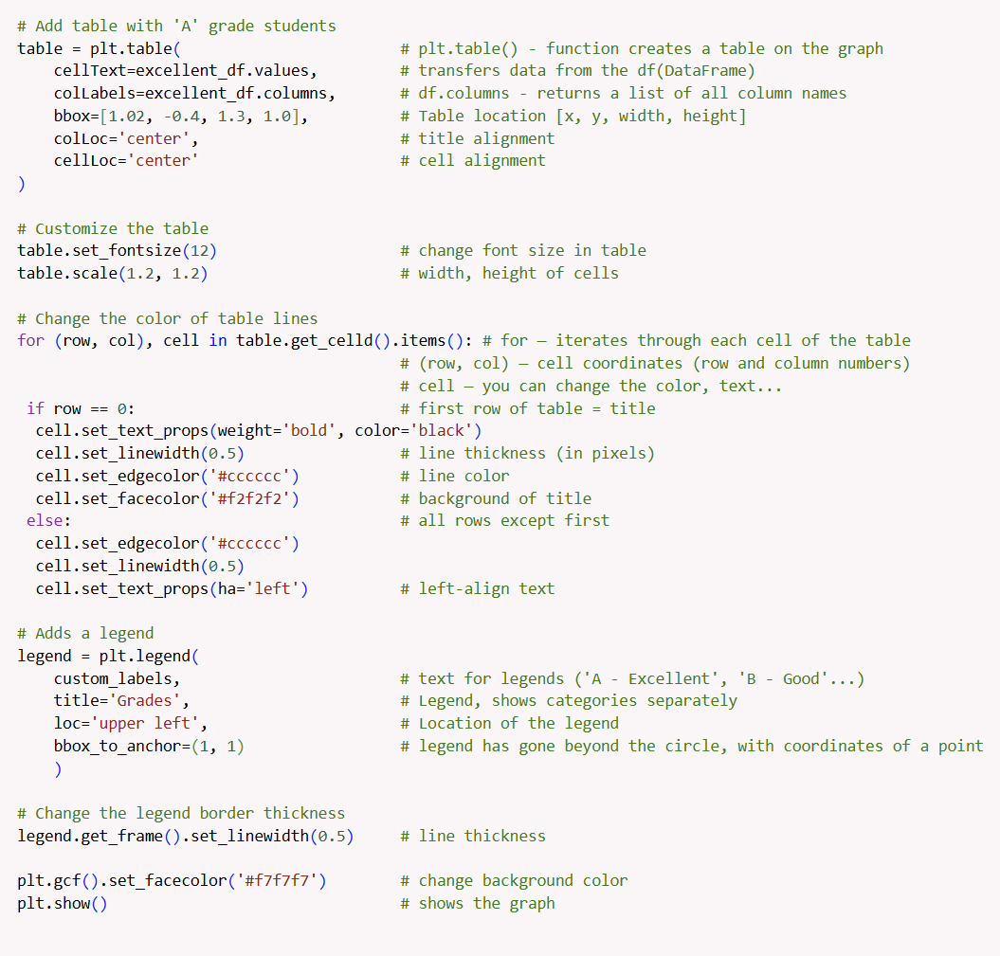 # Add table with 'A' grade students
table = plt.table(                        # plt.table() - function creates a table on the graph
    cellText=excellent_df.values,         # transfers data from the df(DataFrame)
    colLabels=excellent_df.columns,       # df.columns - returns a list of all column names
    bbox=[1.02, -0.4, 1.3, 1.0],          # Table location [x, y, width, height]
    colLoc='center',                      # title alignment
    cellLoc='center'                      # cell alignment
)

# Customize the table
table.set_fontsize(12)                    # change font size in table
table.scale(1.2, 1.2)                     # width, height of cells

# Change the color of table lines
for (row, col), cell in table.get_celld().items(): # for — iterates through each cell of the table
                                          # (row, col) — cell coordinates (row and column numbers)
                                          # cell — you can change the color, text...
 if row == 0:                             # first row of table = title
  cell.set_text_props(weight='bold', color='black')
  cell.set_linewidth(0.5)                 # line thickness (in pixels)
  cell.set_edgecolor('#cccccc')           # line color
  cell.set_facecolor('#f2f2f2')           # background of title
 else:                                    # all rows except first
  cell.set_edgecolor('#cccccc')
  cell.set_linewidth(0.5)
  cell.set_text_props(ha='left')          # left-align text

# Adds a legend
legend = plt.legend(
    custom_labels,                        # text for legends ('A - Excellent', 'B - Good'...)
    title='Grades',                       # Legend, shows categories separately
    loc='upper left',                     # Location of the legend
    bbox_to_anchor=(1, 1)                 # legend has gone beyond the circle, with coordinates of a point
    )

# Change the legend border thickness
legend.get_frame().set_linewidth(0.5)     # line thickness

plt.gcf().set_facecolor('#f7f7f7')        # change background color
plt.show()                                # shows the graph